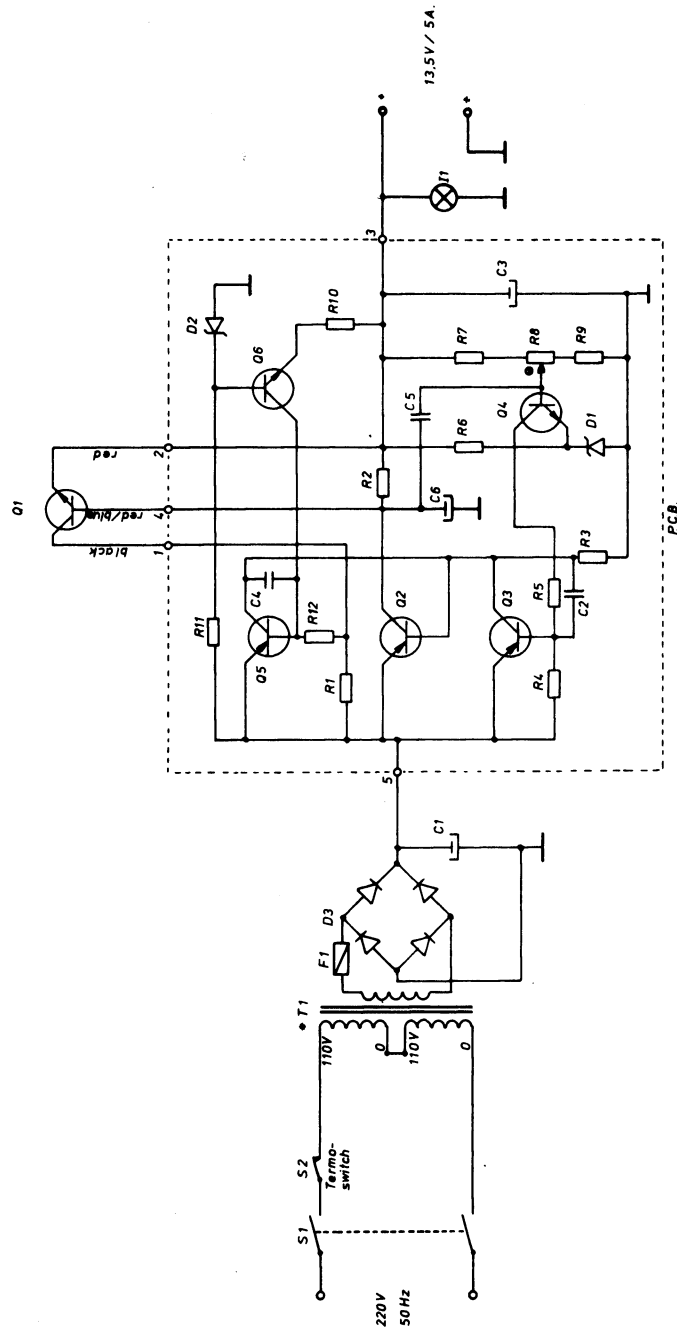 220V
50 Hz
S1
S2
Termo-
switch
* T1
110V
0
110V
0
F1
D3
C1
5
Q1
black
red/blue
red
1
4
2
3
R11
D2
Q5
C4
R12
R1
Q6
R10
Q2
R2
C6
C5
Q3
R4
R5
C2
R3
R6
Q4
D1
R7
R8
R9
C3
P.C.B.
I1
+
13,5V / 5A.
+